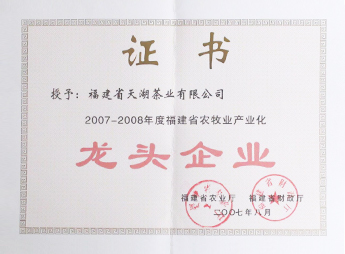 证书
授予：福建省天湖茶业有限公司
2007-2008年度福建省农牧业产业化
龙头企业
福建省农业厅 福建省财政厅
二〇〇七年八月